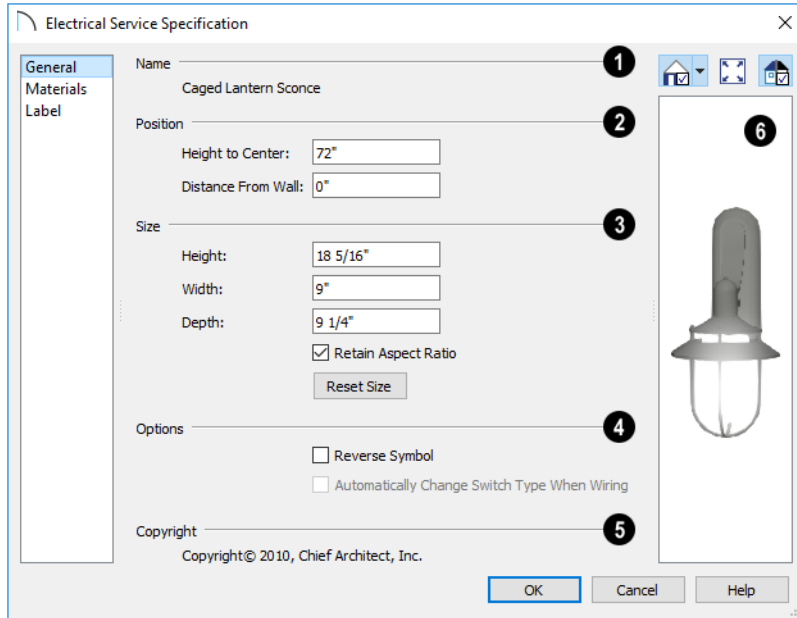 Electrical Service Specification
General
Materials
Label
Name
1
Caged Lantern Sconce
Position
2
Height to Center:
72"
Distance From Wall:
0"
Size
3
Height:
18 5/16"
Width:
9"
Depth:
9 1/4"
Retain Aspect Ratio
Reset Size
Options
4
Reverse Symbol
Automatically Change Switch Type When Wiring
Copyright
5
Copyright© 2010, Chief Architect, Inc.
6
OK
Cancel
Help